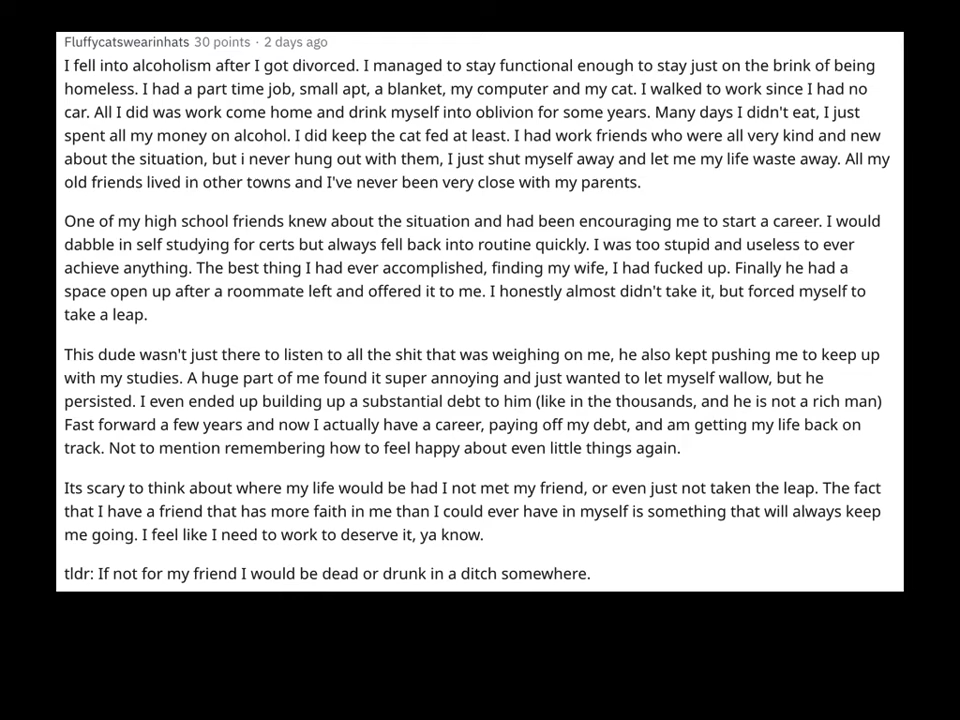 Fluffycatswearinhats 30 points · 2 days ago
I fell into alcoholism after I got divorced. I managed to stay functional enough to stay just on the brink of being
homeless. I had a part time job, small apt, a blanket, my computer and my cat. I walked to work since I had no
car. All I did was work come home and drink myself into oblivion for some years. Many days I didn't eat, I just
spent all my money on alcohol. I did keep the cat fed at least. I had work friends who were all very kind and new
about the situation, but i never hung out with them, I just shut myself away and let me my life waste away. All my
old friends lived in other towns and I've never been very close with my parents.
One of my high school friends knew about the situation and had been encouraging me to start a career. I would
dabble in self studying for certs but always fell back into routine quickly. I was too stupid and useless to ever
achieve anything. The best thing I had ever accomplished, finding my wife, I had fucked up. Finally he had a
space open up after a roommate left and offered it to me. I honestly almost didn't take it, but forced myself to
take a leap.
This dude wasn't just there to listen to all the shit that was weighing on me, he also kept pushing me to keep up
with my studies. A huge part of me found it super annoying and just wanted to let myself wallow, but he
persisted. I even ended up building up a substantial debt to him (like in the thousands, and he is not a rich man)
Fast forward a few years and now I actually have a career, paying off my debt, and am getting my life back on
track. Not to mention remembering how to feel happy about even little things again.
Its scary to think about where my life would be had I not met my friend, or even just not taken the leap. The fact
that I have a friend that has more faith in me than I could ever have in myself is something that will always keep
me going. I feel like I need to work to deserve it, ya know.
tldr: If not for my friend I would be dead or drunk in a ditch somewhere.